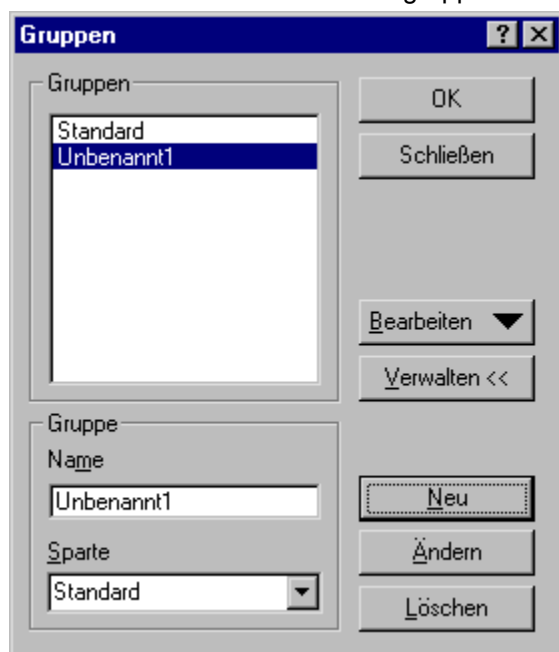 Gruppen
Gruppen
Standard
Unbenannt1
OK
Schließen
Bearbeiten
Verwalten <<
Gruppe
Name
Unbenannt1
Sparte
Standard
Neu
Ändern
Löschen